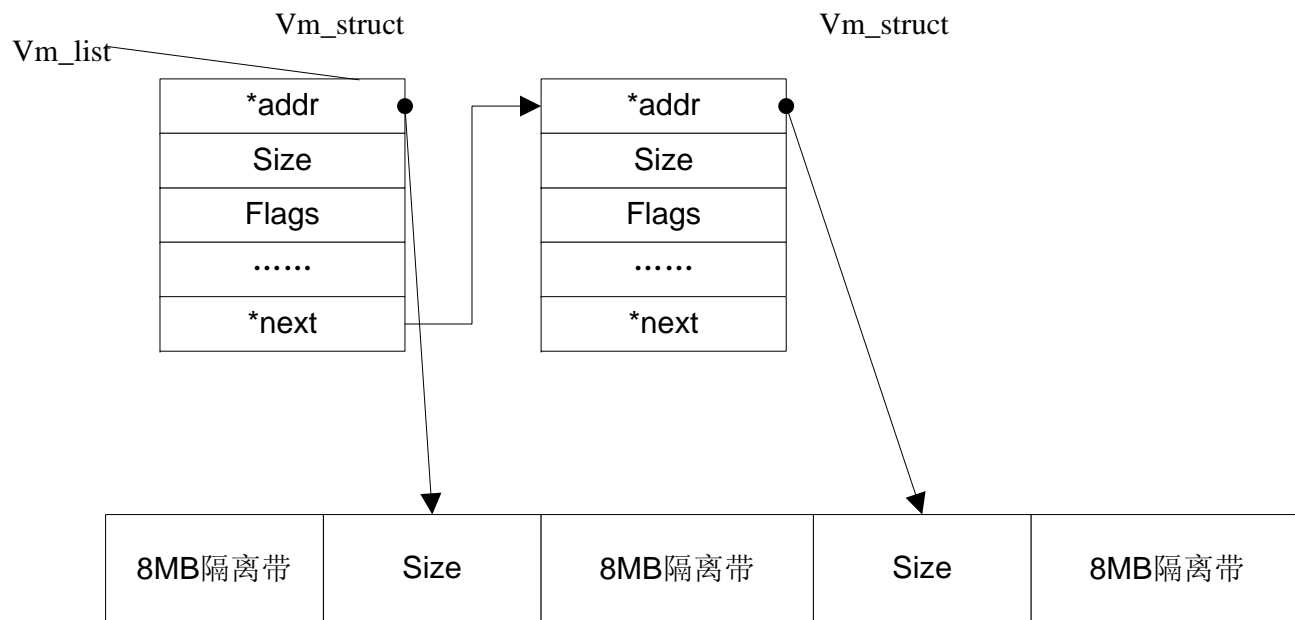 Vm_struct
Vm_struct
Vm_list
*addr
*addr
Size
Size
Flags
Flags
……
……
*next
*next
8MB隔离带
Size
8MB隔离带
Size
8MB隔离带